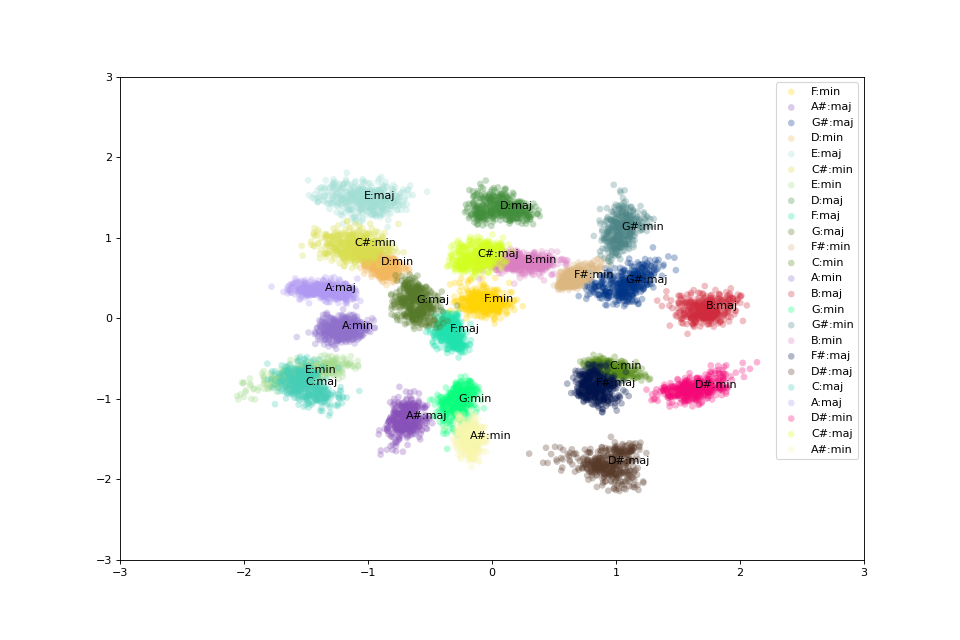 3
2
1
0
−1
−2
−3
−3
−2
−1
0
1
2
3
E:maj
D:maj
G#:min
C#:min
C#:maj
D:min
B:min
F#:min
G#:maj
A:maj
G:maj
F:min
B:maj
A:min
F:maj
E:min
C:maj
C:min
F#:maj
D#:min
A#:maj
G:min
A#:min
D#:maj
F:min
A#:maj
G#:maj
D:min
E:maj
C#:min
E:min
D:maj
F:maj
G:maj
F#:min
C:min
A:min
B:maj
G:min
G#:min
B:min
F#:maj
D#:maj
C:maj
A:maj
D#:min
C#:maj
A#:min